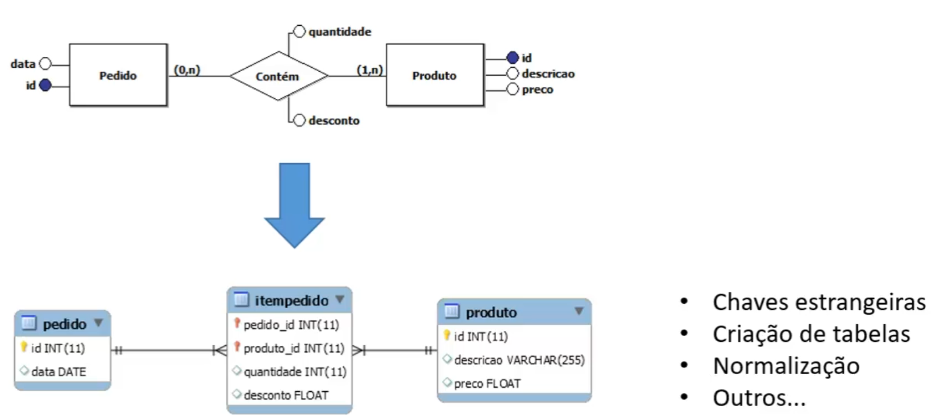 quantidade
data
id
Pedido
(0,n)
Contém
(1,n)
Produto
id
descricao
preco
desconto
pedido
id INT(11)
data DATE
itempedido
pedido_id INT(11)
produto_id INT(11)
quantidade INT(11)
desconto FLOAT
produto
id INT(11)
descricao VARCHAR(255)
preco FLOAT
• Chaves estrangeiras
• Criação de tabelas
• Normalização
• Outros...